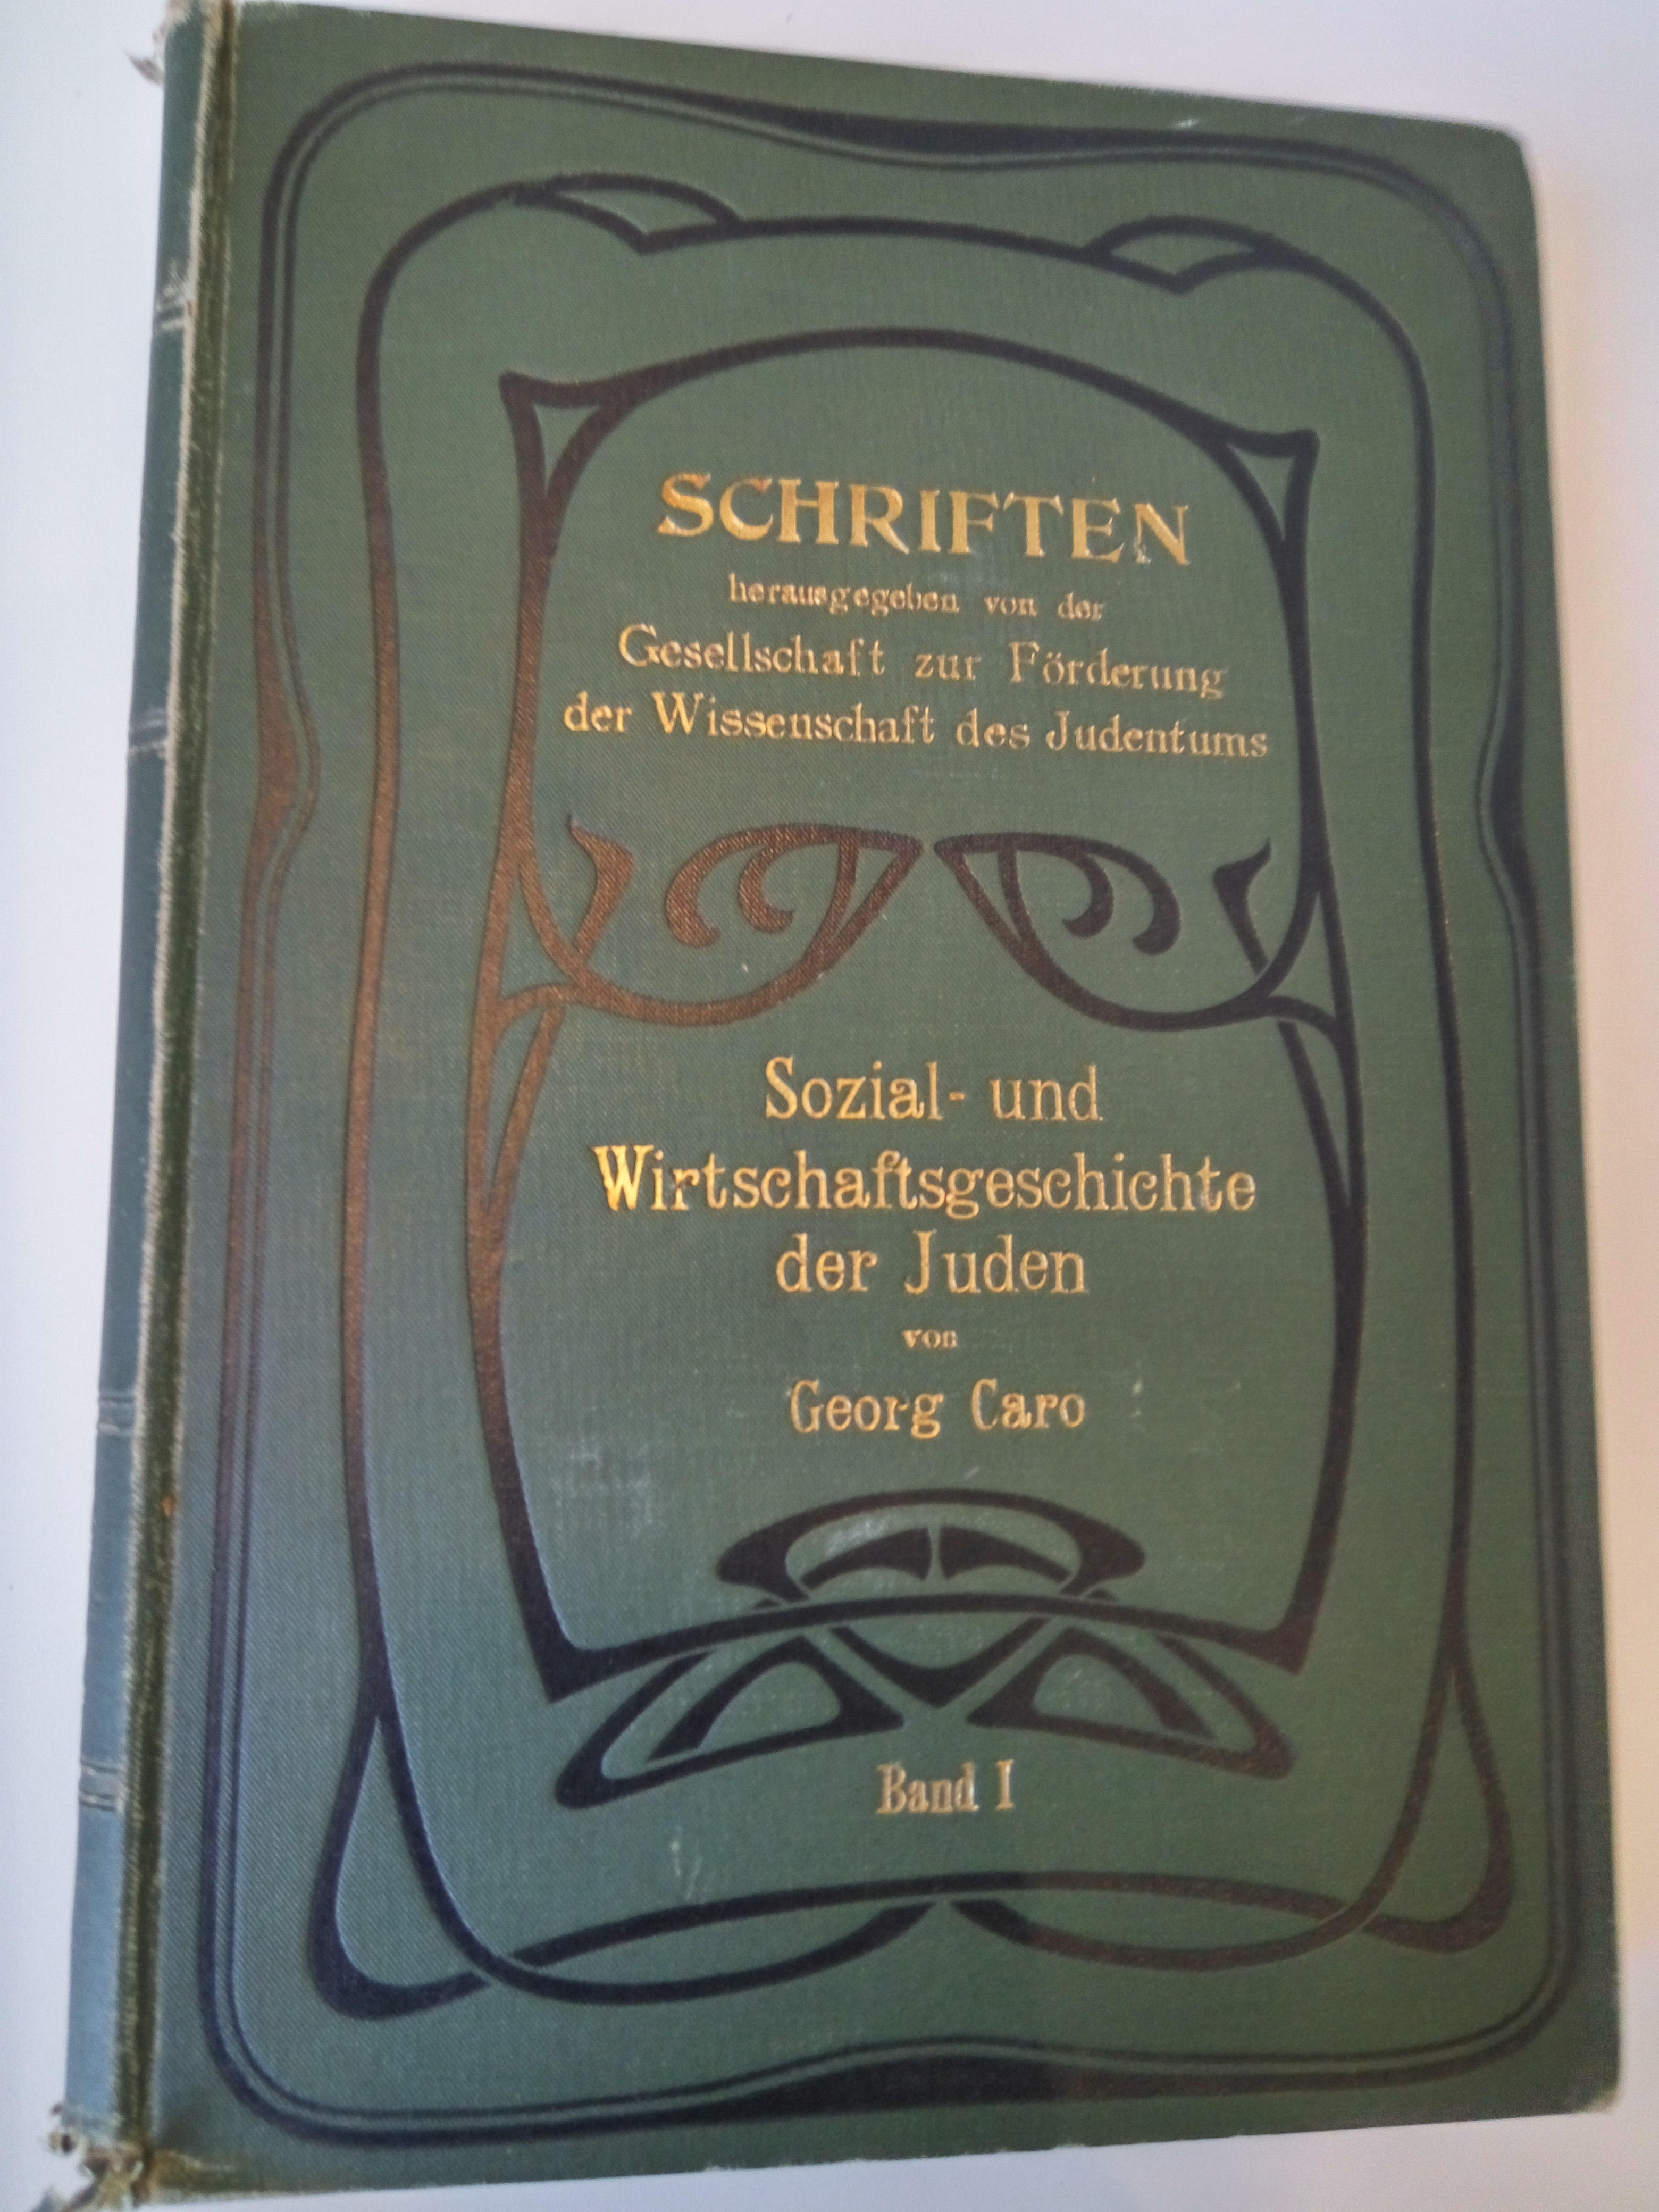 SCHRIFTEN
herausgegeben von der
Gesellschaft zur Förderung
der Wissenschaft des Judentums
Sozial- und
Wirtschaftsgeschichte
der Juden
von
Georg Caro
Band I